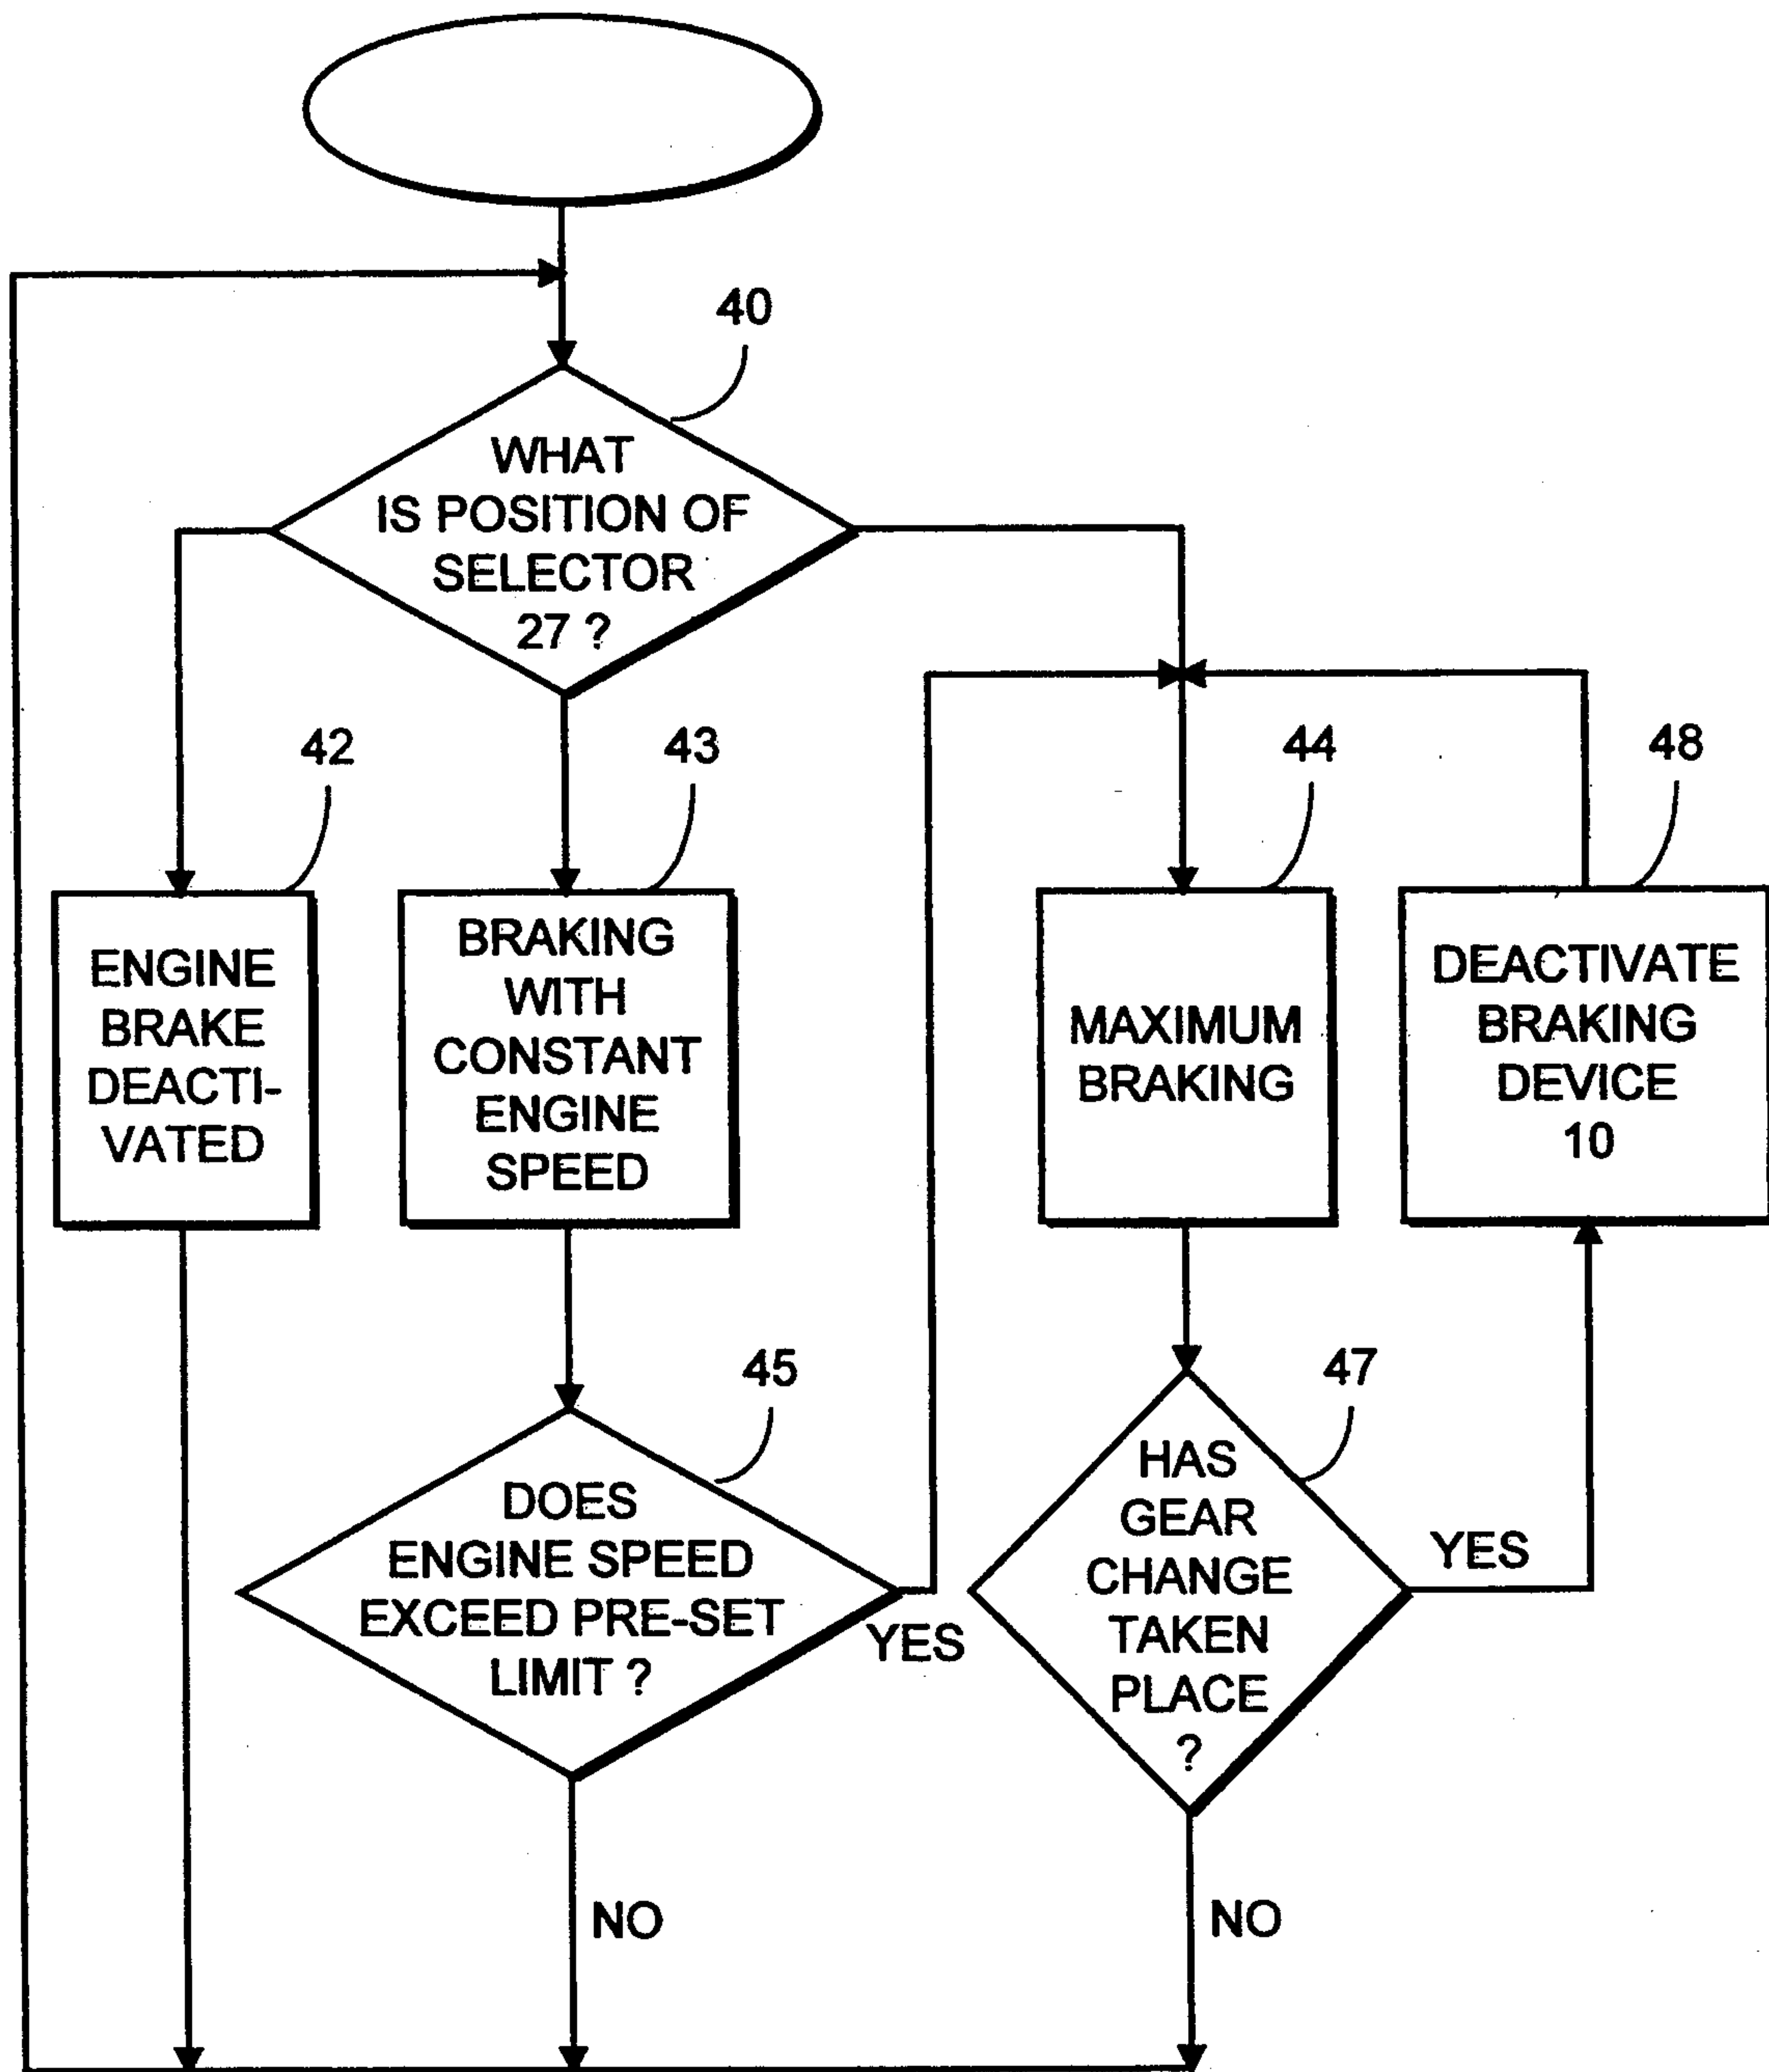 40
WHAT
IS POSITION OF
SELECTOR
27 ?
42
43
44
48
ENGINE
BRAKE
DEACTI-
VATED
BRAKING
WITH
CONSTANT
ENGINE
SPEED
MAXIMUM
BRAKING
DEACTIVATE
BRAKING
DEVICE
10
45
47
DOES
ENGINE SPEED
EXCEED PRE-SET
LIMIT ?
YES
HAS
GEAR
CHANGE
TAKEN
PLACE
?
YES
NO
NO